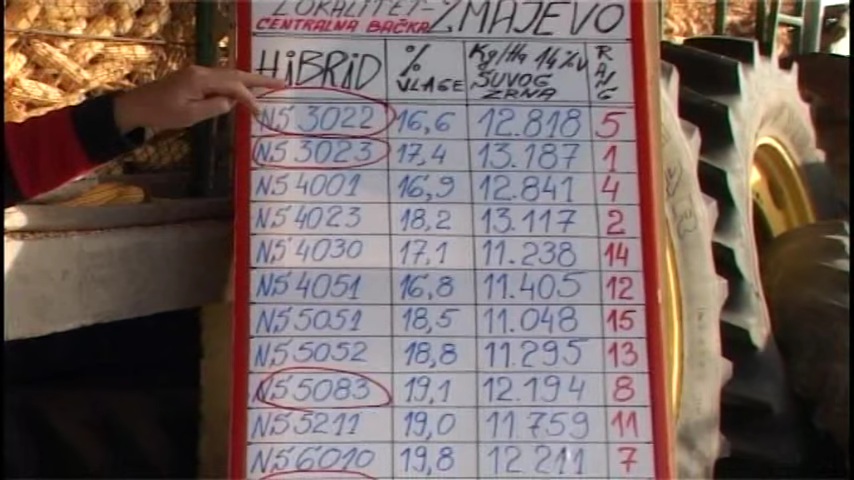 LOKALITET-ZMAJEVO
CENTRALNA BAČKA
HIBRID % VLAGE Kg/Ha 14%v SUVOG ZRNA RANG
NS 3022 16,6 12.818 5
NS 3023 17,4 13.187 1
NS 4001 16,9 12.841 4
NS 4023 18,2 13.117 2
NS 4030 17,1 11.238 14
NS 4051 16,8 11.405 12
NS 5051 18,5 11.048 15
NS 5052 18,8 11.295 13
NS 5083 19,1 12.194 8
NS 5211 19,0 11.759 11
NS 6010 19,8 12 211 7